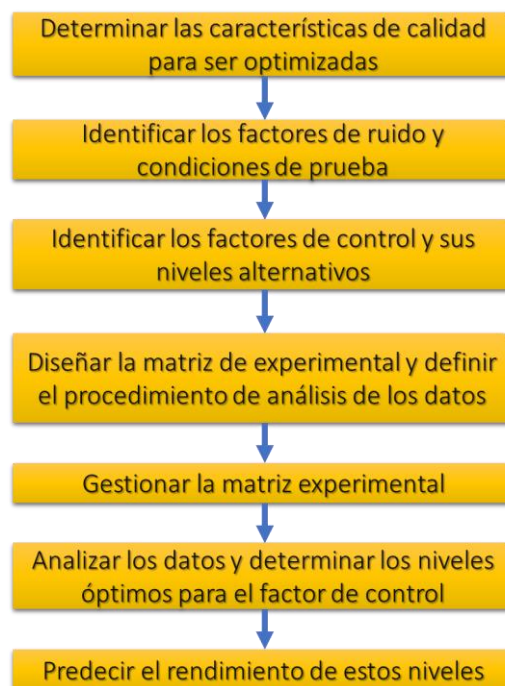 Determinar las características de calidad
para ser optimizadas
Identificar los factores de ruido y
condiciones de prueba
Identificar los factores de control y sus
niveles alternativos
Diseñar la matriz de experimental y definir
el procedimiento de análisis de los datos
Gestionar la matriz experimental
Analizar los datos y determinar los niveles
óptimos para el factor de control
Predecir el rendimiento de estos niveles